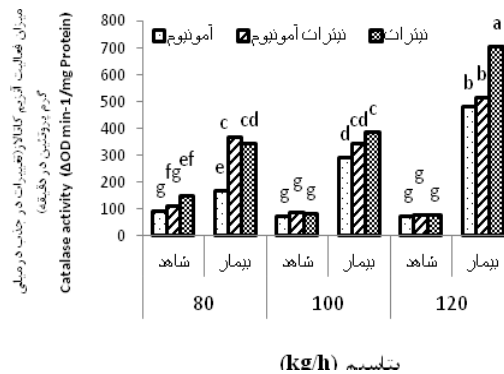 میزان فعالیت آنزیم کاتالاز(تغییرات در جذب در میلی
گرم پروتئین در دقیقه)
Catalase activity (ΔOD min-1/mg Protein)
800
700
600
500
400
300
200
100
0
آمونیوم
نیترات آمونیوم
نیترات
g fg ef
e c cd
g g g
d cd c
g g g
b b a
شاهد بیمار شاهد بیمار شاهد بیمار
80 100 120
پتاسیم (kg/h)